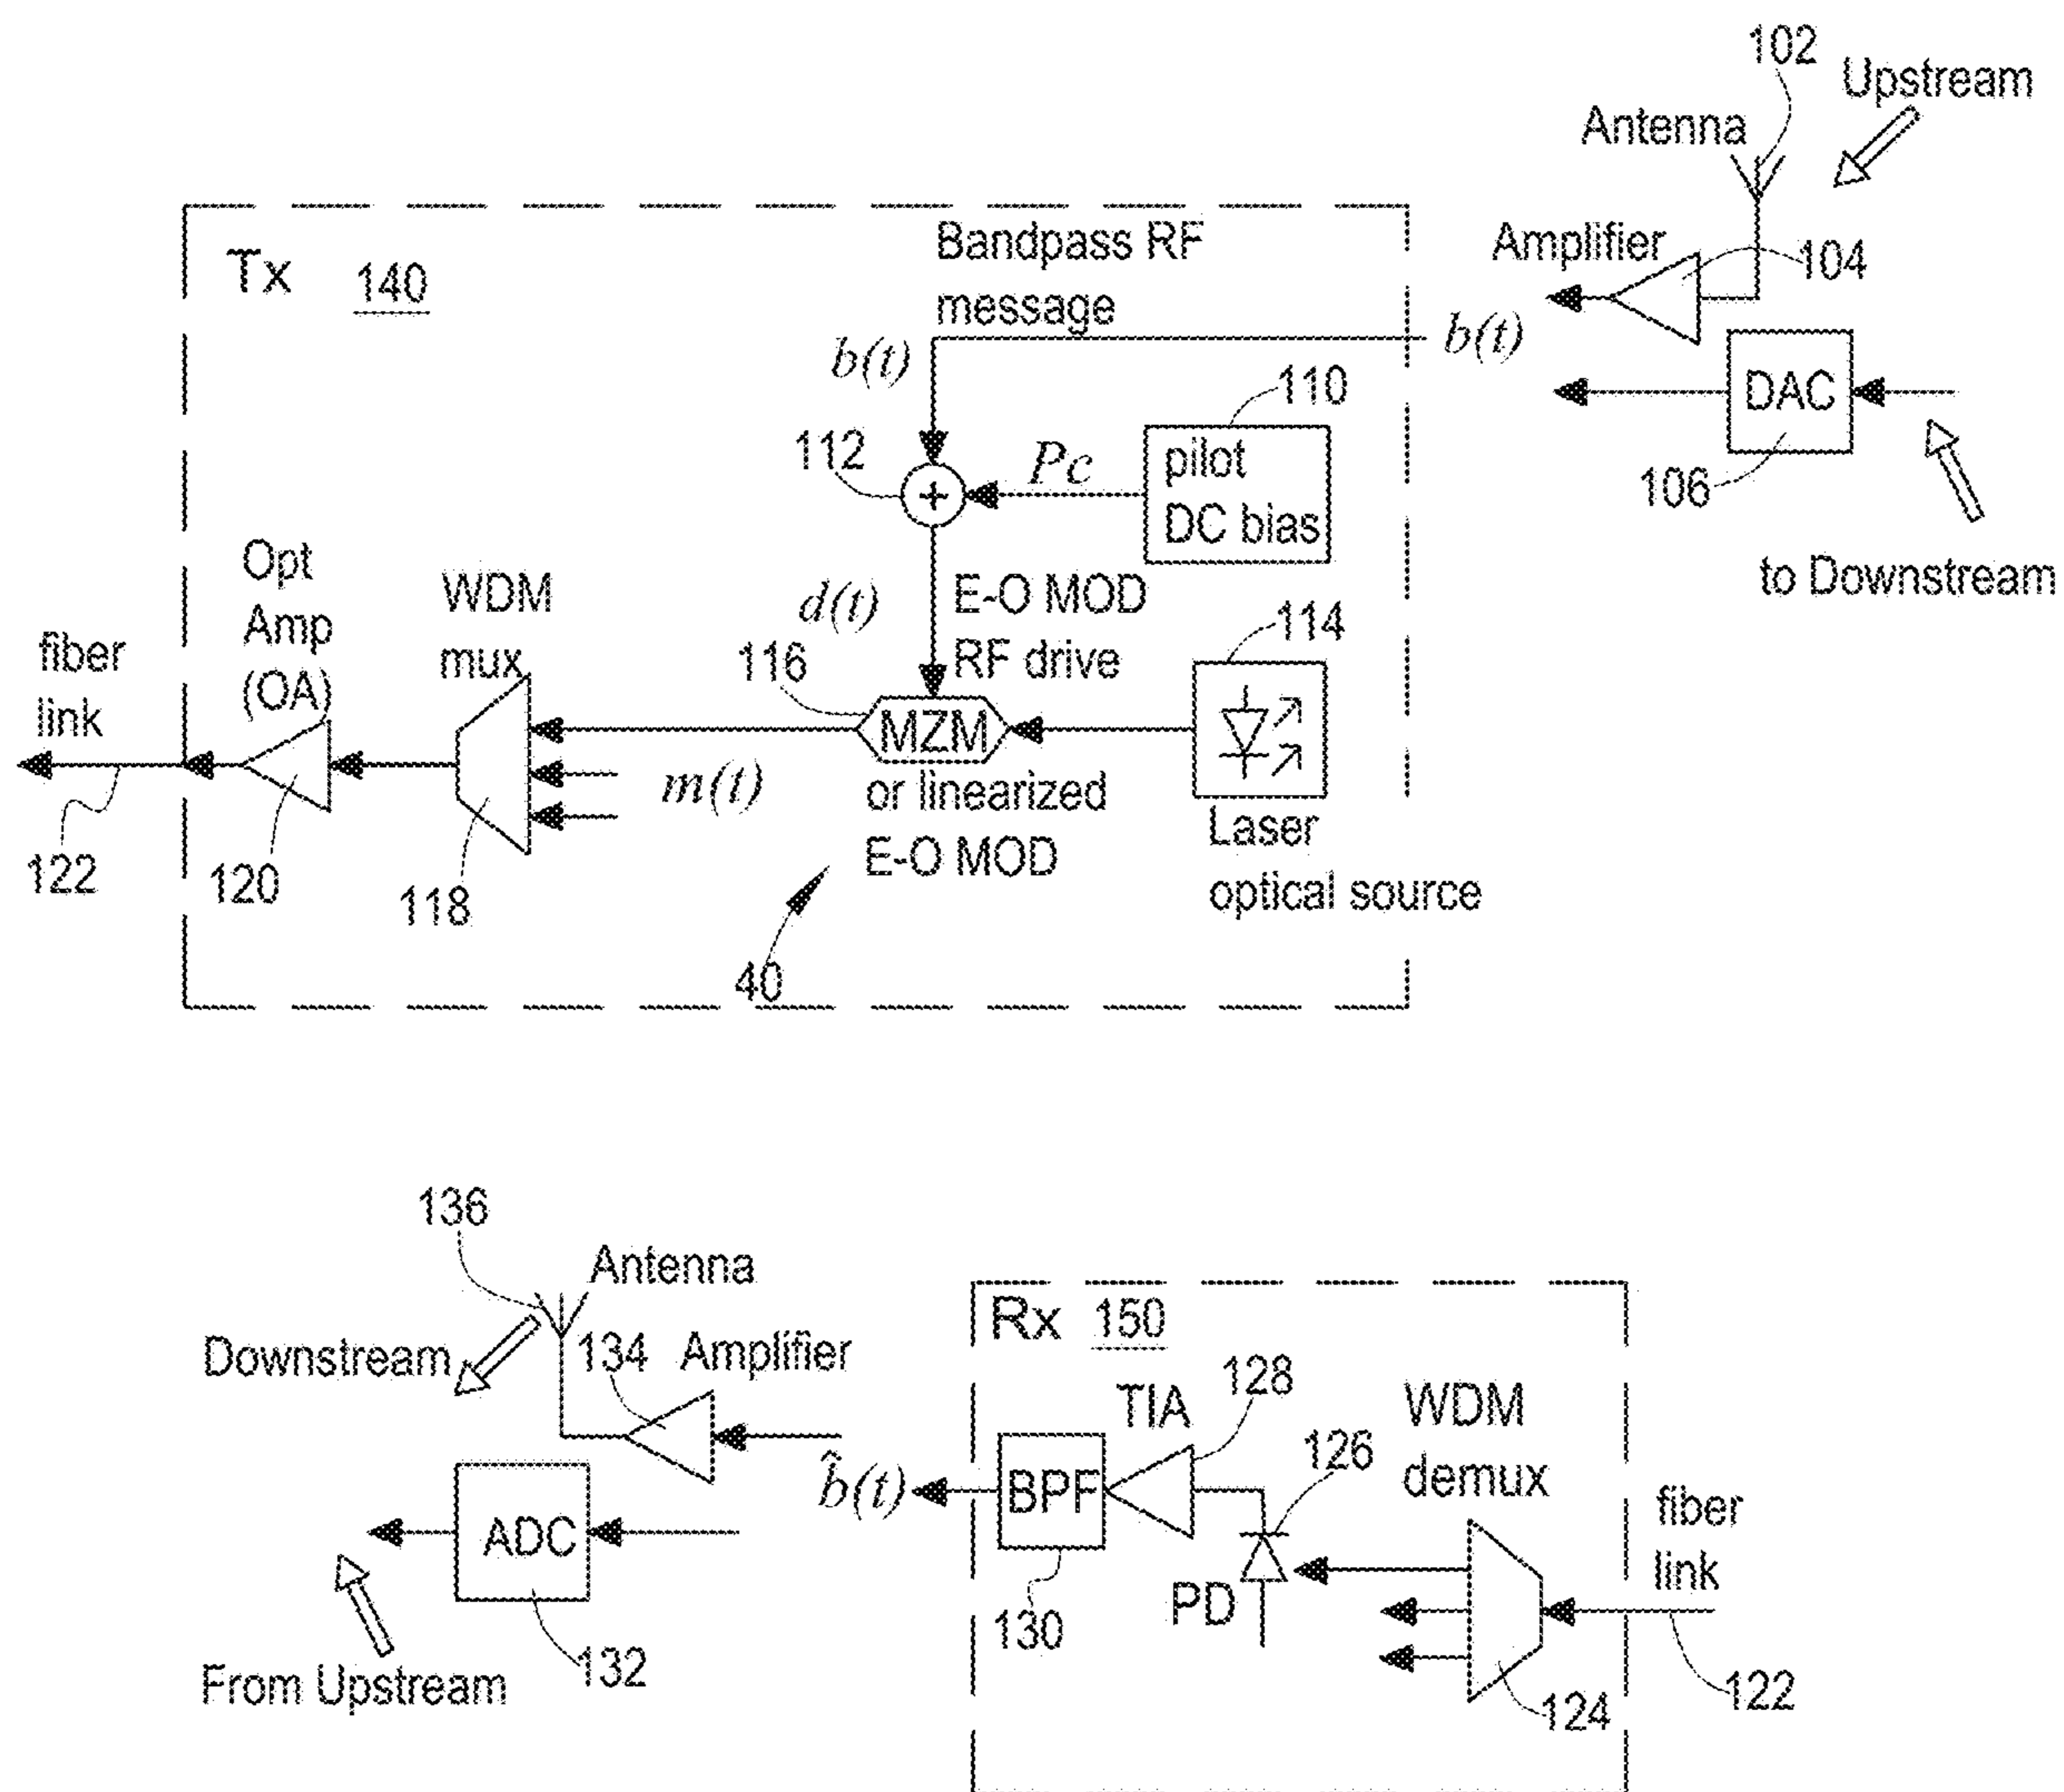 102
Upstream
Antenna
Amplifier
104
b(t)
DAC
106
to Downstream
Tx 140
Bandpass RF
message
b(t)
112
+
Pc
110
pilot
DC bias
d(t)
E-O MOD
RF drive
114
116
MZM
or linearized
E-O MOD
Laser
optical source
m(t)
WDM
mux
118
Opt
Amp
(OA)
120
fiber
link
122
40
136
Antenna
Downstream
134
Amplifier
ADC
132
From Upstream
b̂(t)
Rx 150
TIA
128
BPF
130
126
PD
WDM
demux
124
fiber
link
122